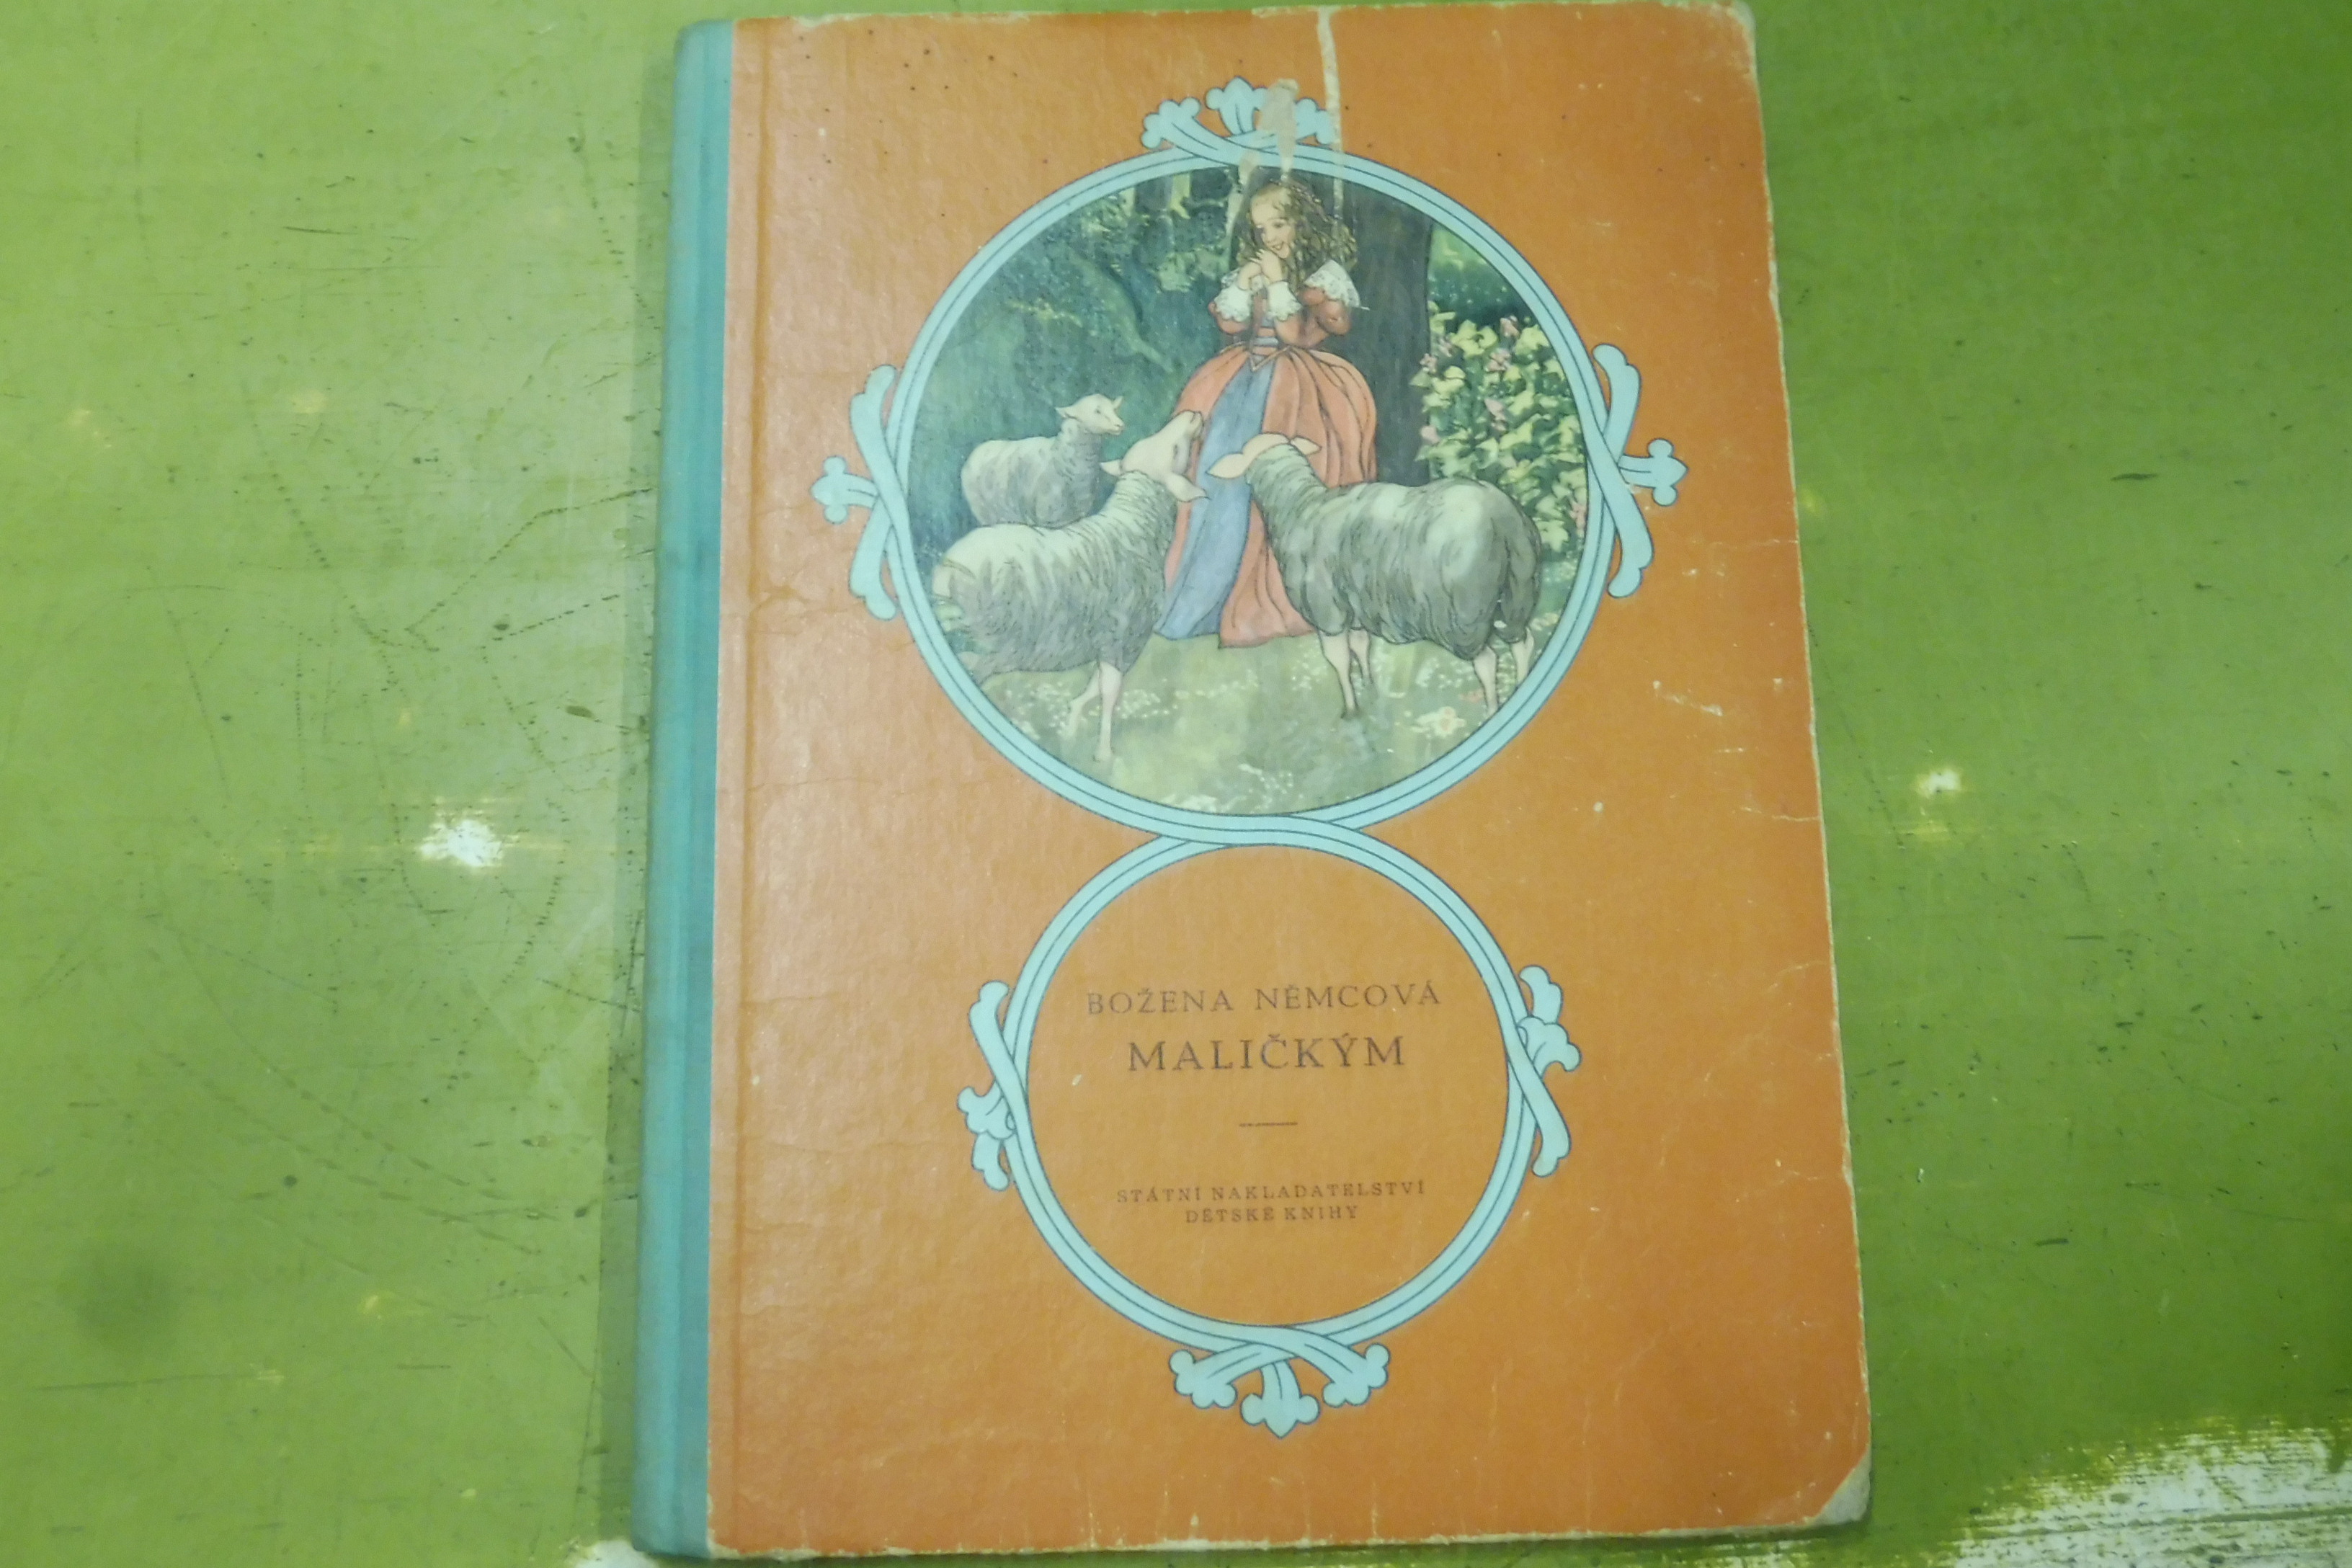 BOŽENA NĚMCOVÁ
MALIČKÝM
STÁTNÍ NAKLADATELSTVÍ
DĚTSKÉ KNIHY